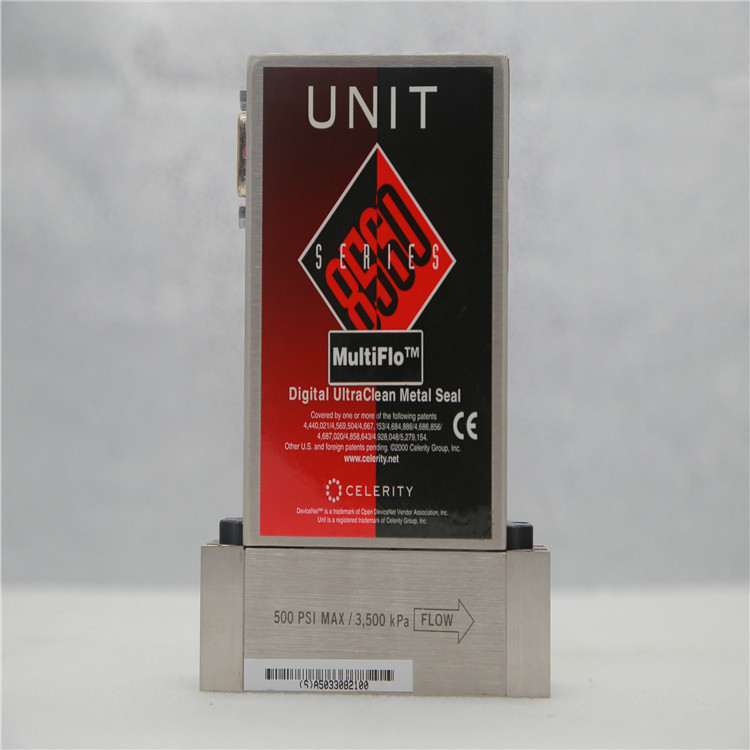 UNIT
8560
SERIES
MultiFlo™
Digital UltraClean Metal Seal
Covered by one or more of the following patents
4,440,021/4,569,504/4,667,153/4,684,886/4,686,856/
4,687,020/4,858,643/4,928,048/5,279,154.
Other U.S. and foreign patents pending. ©2000 Celerity Group, Inc.
www.celerity.net
CE
CELERITY
DeviceNet™ is a trademark of Open DeviceNet Vendor Association, Inc.
Unit is a registered trademark of Celerity Group, Inc.
500 PSI MAX / 3,500 kPa FLOW
(S)A5033082100